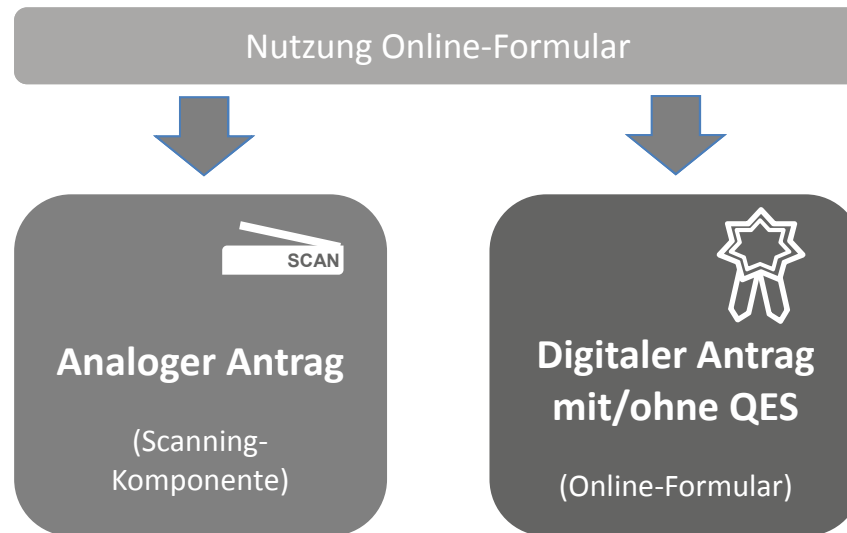 Nutzung Online-Formular
SCAN
Analoger Antrag
(Scanning-
Komponente)
Digitaler Antrag
mit/ohne QES
(Online-Formular)